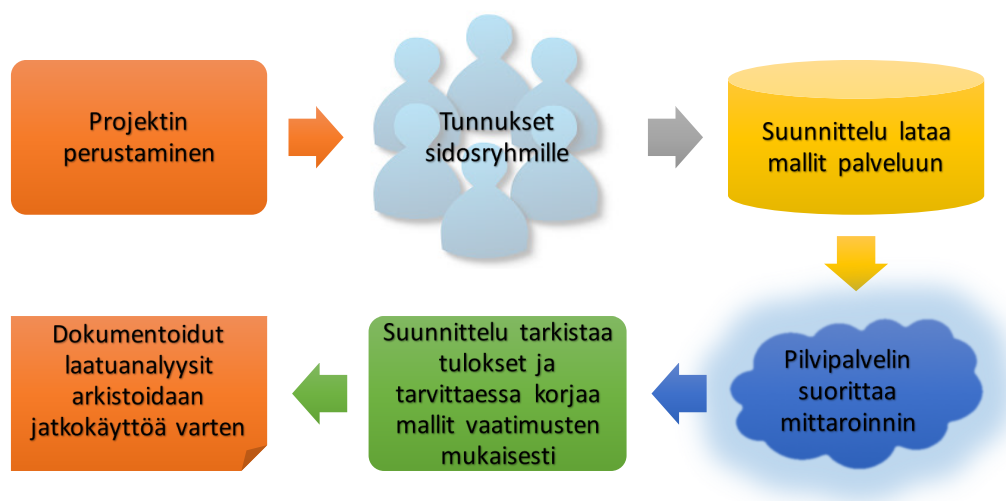 Projektin
perustaminen
Tunnukset
sidosryhmille
Suunnittelu lataa
mallit palveluun
Pilvipalvelin
suorittaa
mittaroinnin
Suunnittelu tarkistaa
tulokset ja
tarvittaessa korjaa
mallit vaatimusten
mukaisesti
Dokumentoidut
laatuanalyysit
arkistoidaan
jatkokäyttöä varten